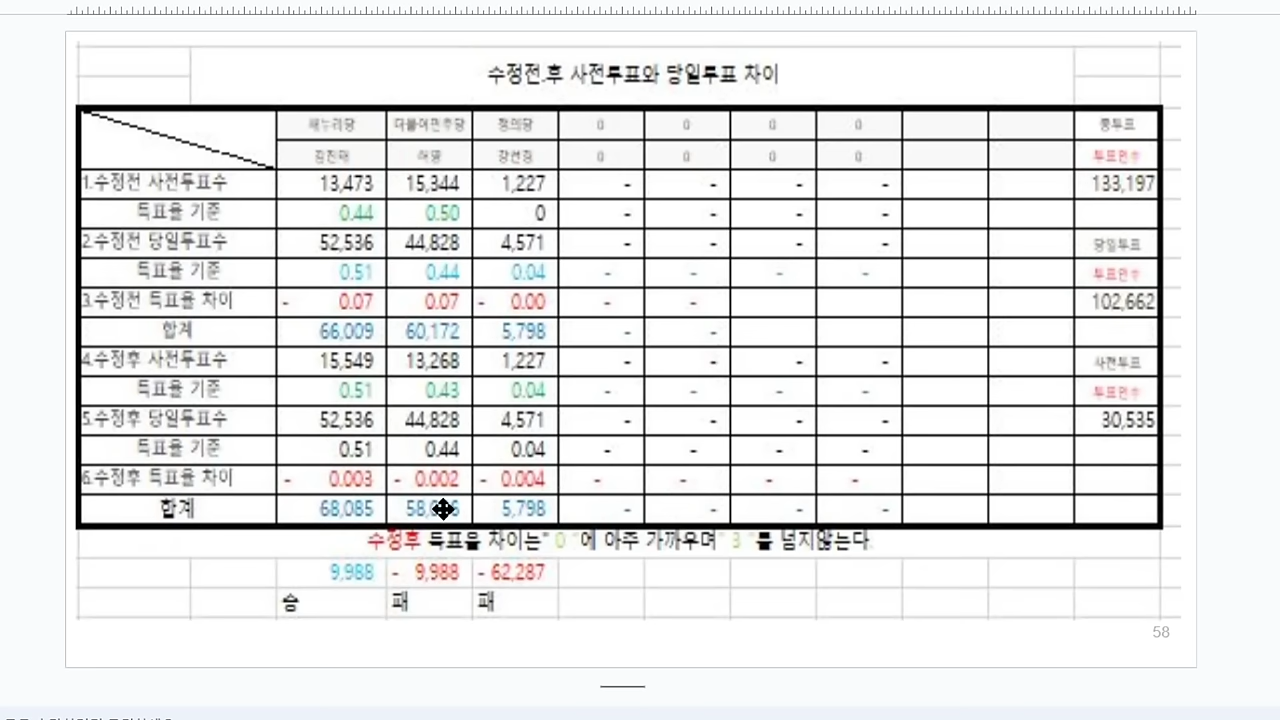 수정전.후 사전투표와 당일투표 차이
새누리당 더불어민주당 정의당 0 0 0 0 총투표
김진태 허영 강선경 0 0 0 0 투표인수
1.수정전 사전투표수 13,473 15,344 1,227 - - - - 133,197
득표율 기준 0.44 0.50 0 - - - -
2.수정전 당일투표수 52,536 44,828 4,571 - - - - 당일투표
득표율 기준 0.51 0.44 0.04 - - - - 투표인수
3.수정전 득표율 차이 - 0.07 0.07 - 0.00 - - 102,662
합계 66,009 60,172 5,798 - -
4.수정후 사전투표수 15,549 13,268 1,227 - - - - 사전투표
득표율 기준 0.51 0.43 0.04 - - - - 투표인수
5.수정후 당일투표수 52,536 44,828 4,571 - - - - 30,535
득표율 기준 0.51 0.44 0.04 - - - -
6.수정후 득표율 차이 - 0.003 - 0.002 - 0.004 - - - -
합계 68,085 5,798 - - - -
수정후 득표율 차이는" 0 "에 아주 가까우며" 3 "를 넘지않는다.
9,988 - 9,988 - 62,287
승 패 패
58